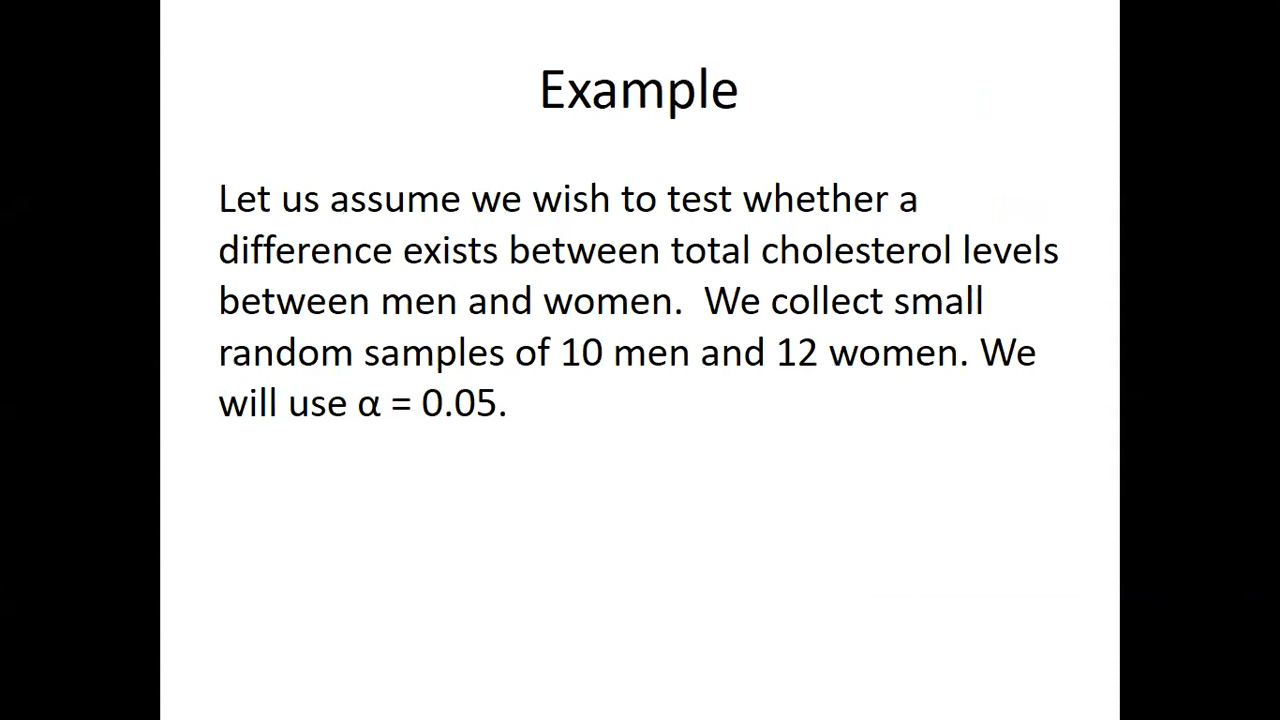 Example
Let us assume we wish to test whether a
difference exists between total cholesterol levels
between men and women.  We collect small
random samples of 10 men and 12 women. We
will use α = 0.05.